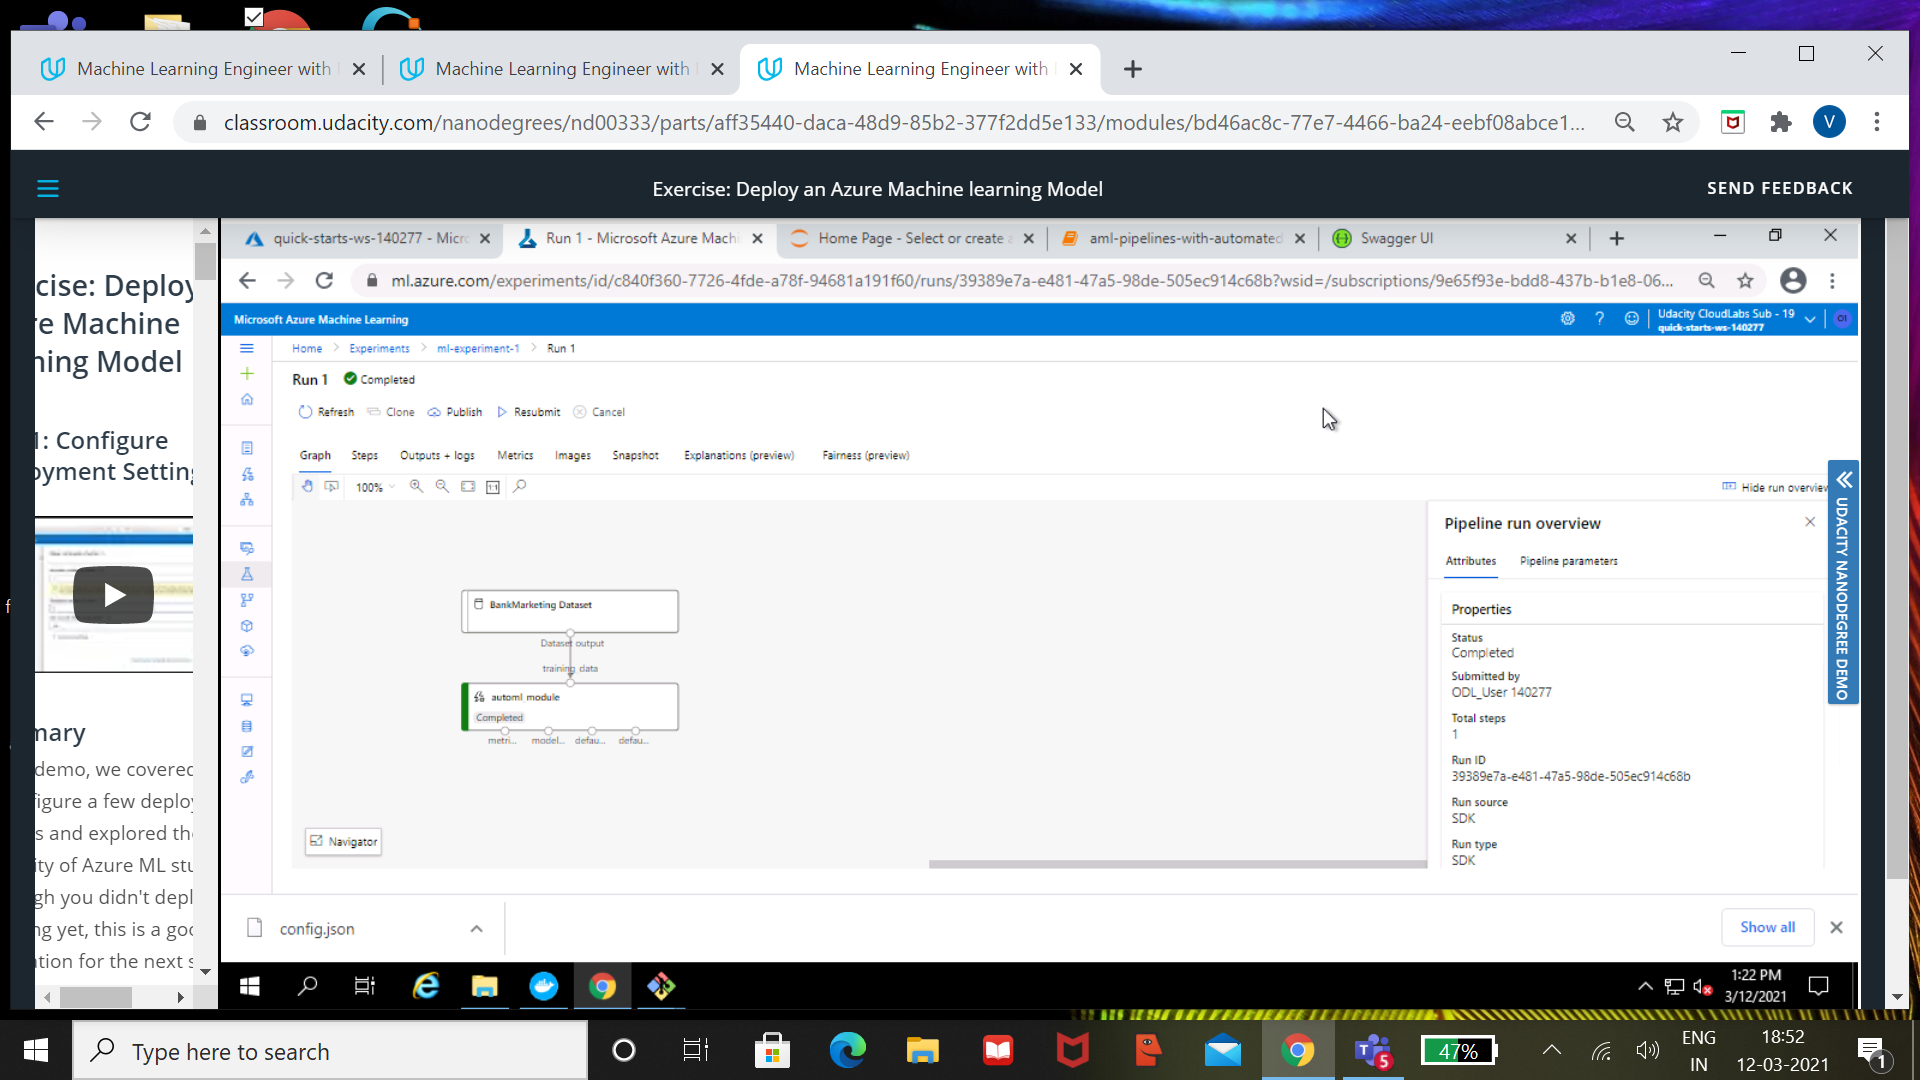 Machine Learning Engineer with
Machine Learning Engineer with
Machine Learning Engineer with
classroom.udacity.com/nanodegrees/nd00333/parts/aff35440-daca-48d9-85b2-377f2dd5e133/modules/bd46ac8c-77e7-4466-ba24-eebf08abce1...
V
Exercise: Deploy an Azure Machine learning Model
SEND FEEDBACK
cise: Deploy
re Machine
ning Model
1: Configure
oyment Setting
mary
demo, we covered
figure a few deploy
s and explored the
ity of Azure ML stu
gh you didn't depl
ng yet, this is a goo
ation for the next s
quick-starts-ws-140277 - Micr
Run 1 - Microsoft Azure Machi
Home Page - Select or create a
aml-pipelines-with-automated
Swagger UI
ml.azure.com/experiments/id/c840f360-7726-4fde-a78f-94681a191f60/runs/39389e7a-e481-47a5-98de-505ec914c68b?wsid=/subscriptions/9e65f93e-bdd8-437b-b1e8-06...
Microsoft Azure Machine Learning
Udacity CloudLabs Sub - 19
quick-starts-ws-140277
Home > Experiments > ml-experiment-1 > Run 1
Run 1 Completed
Refresh Clone Publish Resubmit Cancel
Graph Steps Outputs + logs Metrics Images Snapshot Explanations (preview) Fairness (preview)
100%
Hide run overview
BankMarketing Dataset
Dataset output
training_data
automl_module
Completed
metri... model... defau... defau...
Navigator
Pipeline run overview
Attributes Pipeline parameters
Properties
Status
Completed
Submitted by
ODL_User 140277
Total steps
1
Run ID
39389e7a-e481-47a5-98de-505ec914c68b
Run source
SDK
Run type
SDK
UDACITY NANODEGREE DEMO
config.json
Show all
1:22 PM
3/12/2021
Type here to search
5
47%
ENG
IN
18:52
12-03-2021
1